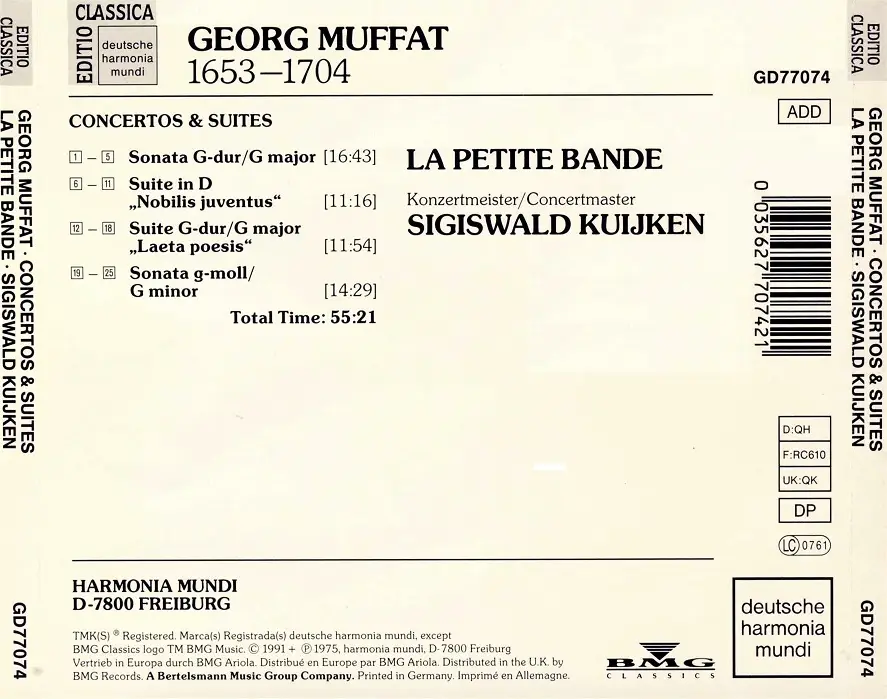 EDITIO
CLASSICA
GEORG MUFFAT · CONCERTOS & SUITES
LA PETITE BANDE · SIGISWALD KUIJKEN
GD77074
EDITIO
CLASSICA
deutsche
harmonia
mundi
GEORG MUFFAT
1653–1704
GD77074
ADD
CONCERTOS & SUITES
1 – 5 Sonata G-dur/G major [16:43]
6 – 11 Suite in D
„Nobilis juventus“ [11:16]
12 – 18 Suite G-dur/G major
„Laeta poesis“ [11:54]
19 – 25 Sonata g-moll/
G minor [14:29]
Total Time: 55:21
LA PETITE BANDE
Konzertmeister/Concertmaster
SIGISWALD KUIJKEN
0 035627 707421
D:QH
F:RC610
UK:QK
DP
LC 0761
HARMONIA MUNDI
D-7800 FREIBURG
TMK(S) ® Registered. Marca(s) Registrada(s) deutsche harmonia mundi, except
BMG Classics logo TM BMG Music. © 1991 + ℗ 1975, harmonia mundi, D-7800 Freiburg
Vertrieb in Europa durch BMG Ariola. Distribué en Europe par BMG Ariola. Distributed in the U.K. by
BMG Records. A Bertelsmann Music Group Company. Printed in Germany. Imprimé en Allemagne.
BMG
CLASSICS
deutsche
harmonia
mundi
EDITIO
CLASSICA
GEORG MUFFAT · CONCERTOS & SUITES
LA PETITE BANDE · SIGISWALD KUIJKEN
GD77074